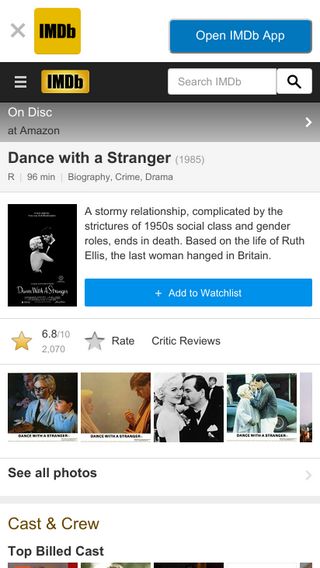 IMDb
Open IMDb App
IMDb
Search IMDb
On Disc
at Amazon
Dance with a Stranger (1985)
R | 96 min | Biography, Crime, Drama
Dance With A Stranger
A stormy relationship, complicated by the
strictures of 1950s social class and gender
roles, ends in death. Based on the life of Ruth
Ellis, the last woman hanged in Britain.
+ Add to Watchlist
6.8/10
2,070
Rate
Critic Reviews
DANCE WITH A STRANGER
DANCE WITH A STRANGER
DANCE WITH A STRANGER
See all photos
Cast & Crew
Top Billed Cast